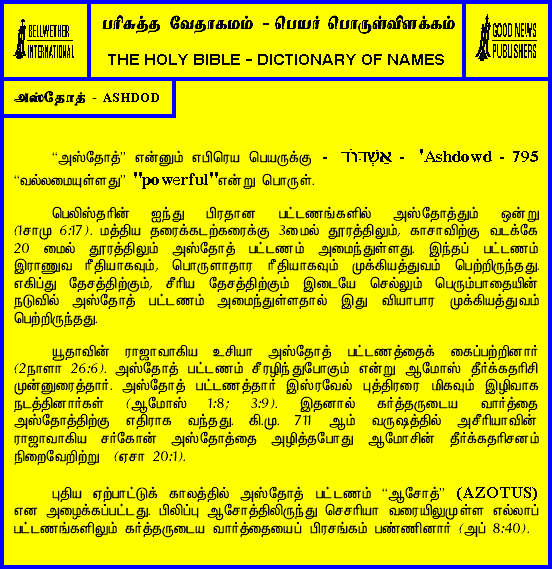 BELLWETHER
INTERNATIONAL
பரிசுத்த வேதாகமம் - பெயர் பொருள்விளக்கம்
THE HOLY BIBLE - DICTIONARY OF NAMES
GOOD NEWS
PUBLISHERS
அஸ்தோத் - ASHDOD
“அஸ்தோத்” என்னும் எபிரெய பெயருக்கு - אַשְׁדּוֹד - 'Ashdowd - 795
“வல்லமையுள்ளது” "powerful"என்று பொருள்.
பெலிஸ்தரின் ஐந்து பிரதான பட்டணங்களில் அஸ்தோத்தும் ஒன்று
(1சாமு 6:17). மத்திய தரைக்கடற்கரைக்கு 3மைல் தூரத்திலும், காசாவிற்கு வடக்கே
20 மைல் தூரத்திலும் அஸ்தோத் பட்டணம் அமைந்துள்ளது. இந்தப் பட்டணம்
இராணுவ ரீதியாகவும், பொருளாதார ரீதியாகவும் முக்கியத்துவம் பெற்றிருந்தது.
எகிப்து தேசத்திற்கும், சீரிய தேசத்திற்கும் இடையே செல்லும் பெரும்பாதையின்
நடுவில் அஸ்தோத் பட்டணம் அமைந்துள்ளதால் இது வியாபார முக்கியத்துவம்
பெற்றிருந்தது.
யூதாவின் ராஜாவாகிய உசியா அஸ்தோத் பட்டணத்தைக் கைப்பற்றினார்
(2நாளா 26:6). அஸ்தோத் பட்டணம் சீரழிந்துபோகும் என்று ஆமோஸ் தீர்க்கதரிசி
முன்னுரைத்தார். அஸ்தோத் பட்டணத்தார் இஸ்ரவேல் புத்திரரை மிகவும் இழிவாக
நடத்தினார்கள் (ஆமோஸ் 1:8; 3:9). இதனால் கர்த்தருடைய வார்த்தை
அஸ்தோத்திற்கு எதிராக வந்தது. கி.மு. 711 ஆம் வருஷத்தில் அசீரியாவின்
ராஜாவாகிய சர்கோன் அஸ்தோத்தை அழித்தபோது ஆமோசின் தீர்க்கதரிசனம்
நிறைவேறிற்று (ஏசா 20:1).
புதிய ஏற்பாட்டுக் காலத்தில் அஸ்தோத் பட்டணம் “ஆசோத்” (AZOTUS)
என அழைக்கப்பட்டது. பிலிப்பு ஆசோத்திலிருந்து செசரியா வரையிலுமுள்ள எல்லாப்
பட்டணங்களிலும் கர்த்தருடைய வார்த்தையைப் பிரசங்கம் பண்ணினார் (அப் 8:40).